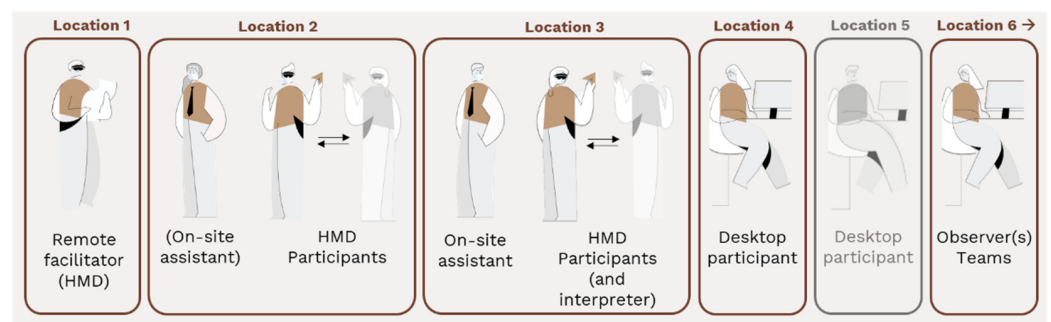 Location 1
Location 2
Location 3
Location 4
Location 5
Location 6 →
Remote
facilitator
(HMD)
(On-site
assistant)
HMD
Participants
On-site
assistant
HMD
Participants
(and
interpreter)
Desktop
participant
Desktop
participant
Observer(s)
Teams